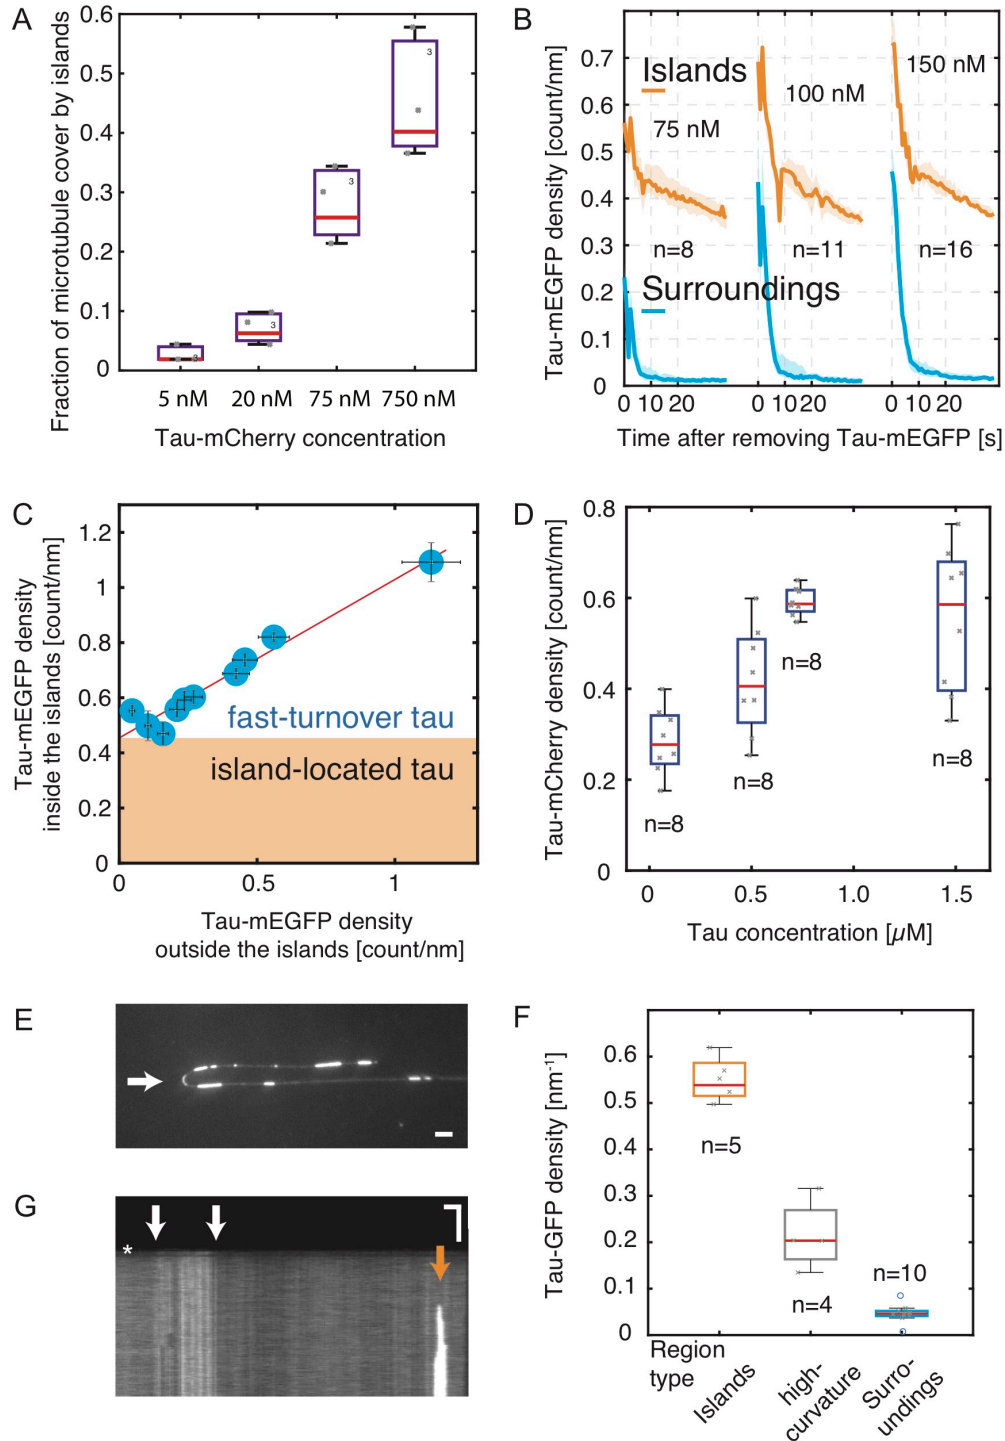 A
Fraction of microtubule cover by islands
0.6
0.5
0.4
0.3
0.2
0.1
0
3
3
3
3
5 nM 20 nM 75 nM 750 nM
Tau-mCherry concentration
B
Tau-mEGFP density [count/nm]
0.7
0.6
0.5
0.4
0.3
0.2
0.1
0
Islands
75 nM
100 nM
150 nM
n=8
n=11
n=16
Surroundings
0 10 20
0 10 20
0 10 20
Time after removing Tau-mEGFP [s]
C
Tau-mEGFP density
inside the islands [count/nm]
1.2
1
0.8
0.6
0.4
0.2
0
fast-turnover tau
island-located tau
0 0.5 1
Tau-mEGFP density
outside the islands [count/nm]
D
Tau-mCherry density [count/nm]
0.8
0.6
0.4
0.2
0
n=8
n=8
n=8
n=8
0 0.5 1.0 1.5
Tau concentration [µM]
E
F
Tau-GFP density [nm-1]
0.6
0.5
0.4
0.3
0.2
0.1
0
n=5
n=4
n=10
Region
type
Islands
high-
curvature
Surro-
undings
G
*